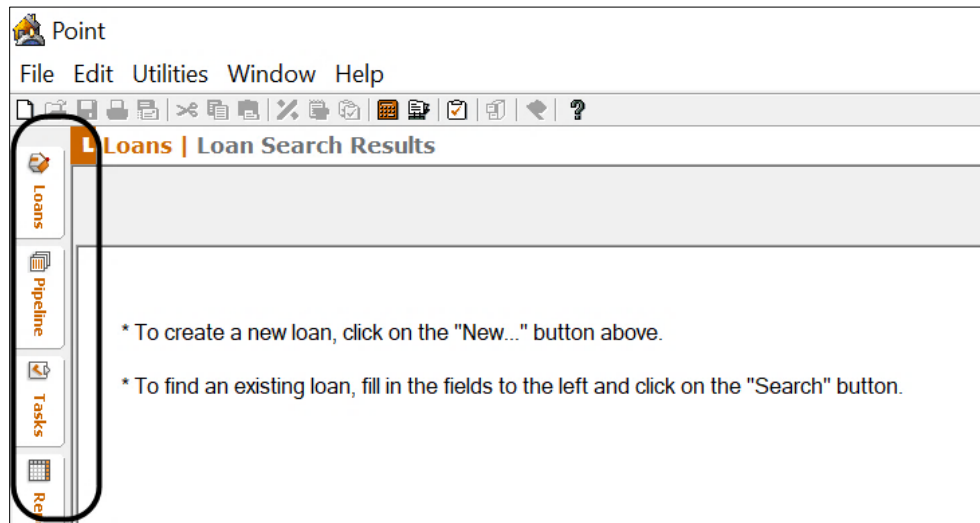 Point
File Edit Utilities Window Help
Loans | Loan Search Results
Loans
Pipeline
Tasks
* To create a new loan, click on the "New..." button above.
* To find an existing loan, fill in the fields to the left and click on the "Search" button.